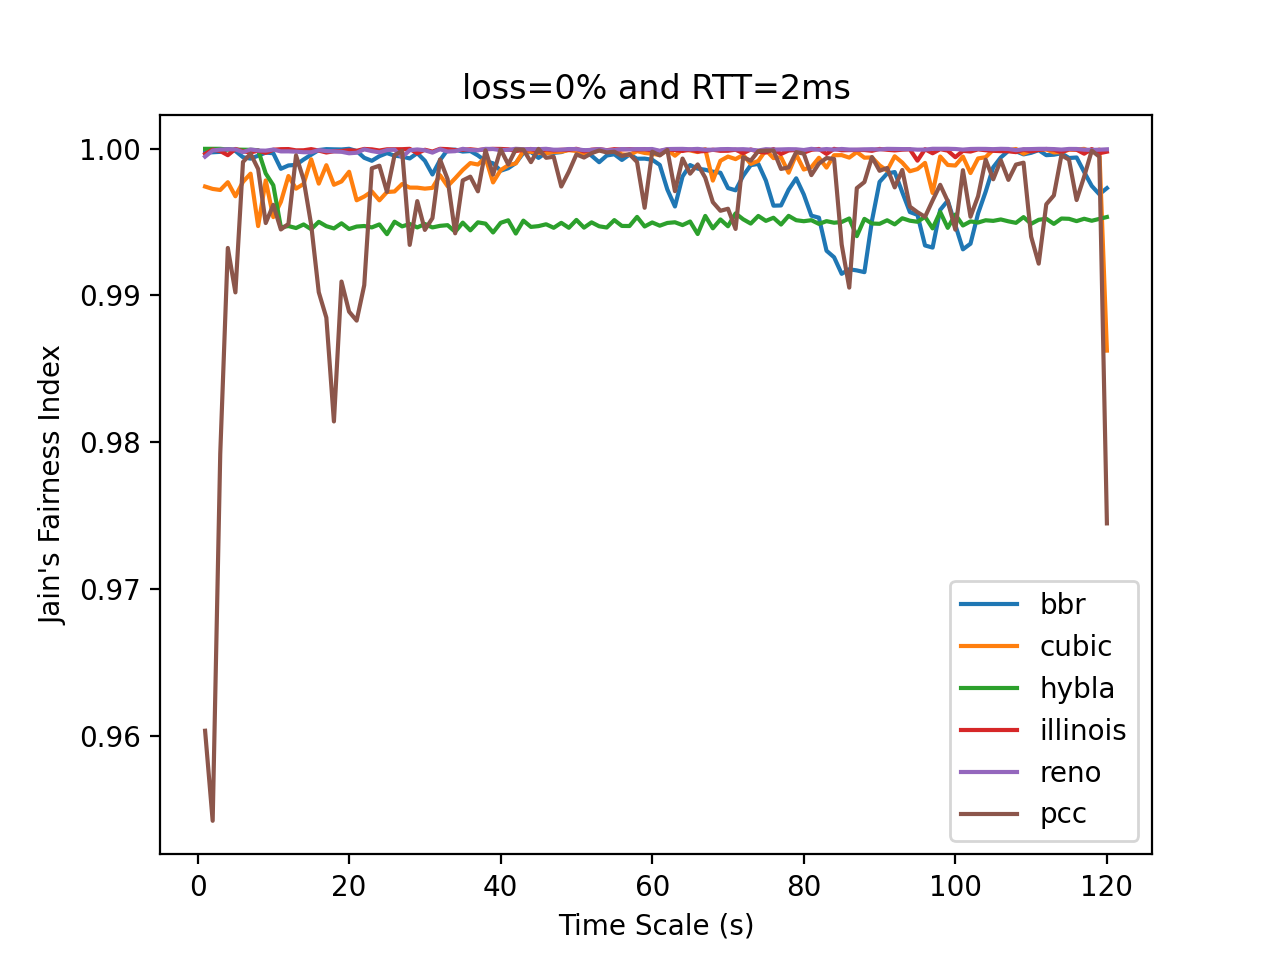 loss=0% and RTT=2ms
1.00
0.99
0.98
0.97
0.96
Jain's Fairness Index
bbr
cubic
hybla
illinois
reno
pcc
0 20 40 60 80 100 120
Time Scale (s)